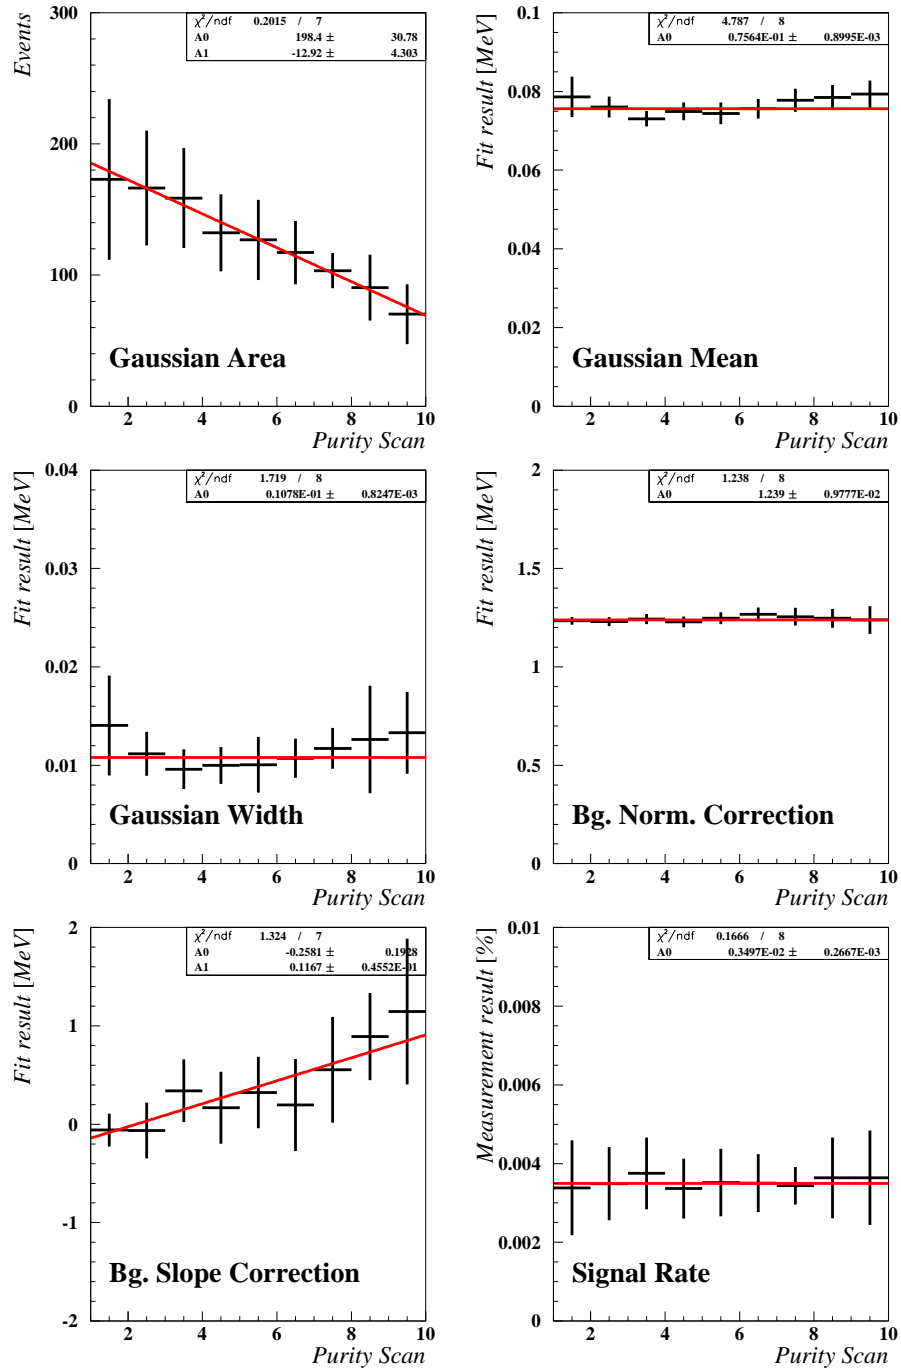 Events
300
200
100
0
χ²/ndf 0.2015 / 7
A0 198.4 ± 30.78
A1 -12.92 ± 4.303
Gaussian Area
2 4 6 8 10
Purity Scan
Fit result [MeV]
0.1
0.08
0.06
0.04
0.02
0
χ²/ndf 4.787 / 8
A0 0.7564E-01 ± 0.8995E-03
Gaussian Mean
2 4 6 8 10
Purity Scan
Fit result [MeV]
0.04
0.03
0.02
0.01
0
χ²/ndf 1.719 / 8
A0 0.1078E-01 ± 0.8247E-03
Gaussian Width
2 4 6 8 10
Purity Scan
Fit result [MeV]
2
1.5
1
0.5
0
χ²/ndf 1.238 / 8
A0 1.239 ± 0.9777E-02
Bg. Norm. Correction
2 4 6 8 10
Purity Scan
Fit result [MeV]
2
1
0
-1
-2
χ²/ndf 1.324 / 7
A0 -0.2581 ± 0.1928
A1 0.1167 ± 0.4552E-01
Bg. Slope Correction
2 4 6 8 10
Purity Scan
Measurement result [%]
0.01
0.008
0.006
0.004
0.002
0
χ²/ndf 0.1666 / 8
A0 0.3497E-02 ± 0.2667E-03
Signal Rate
2 4 6 8 10
Purity Scan